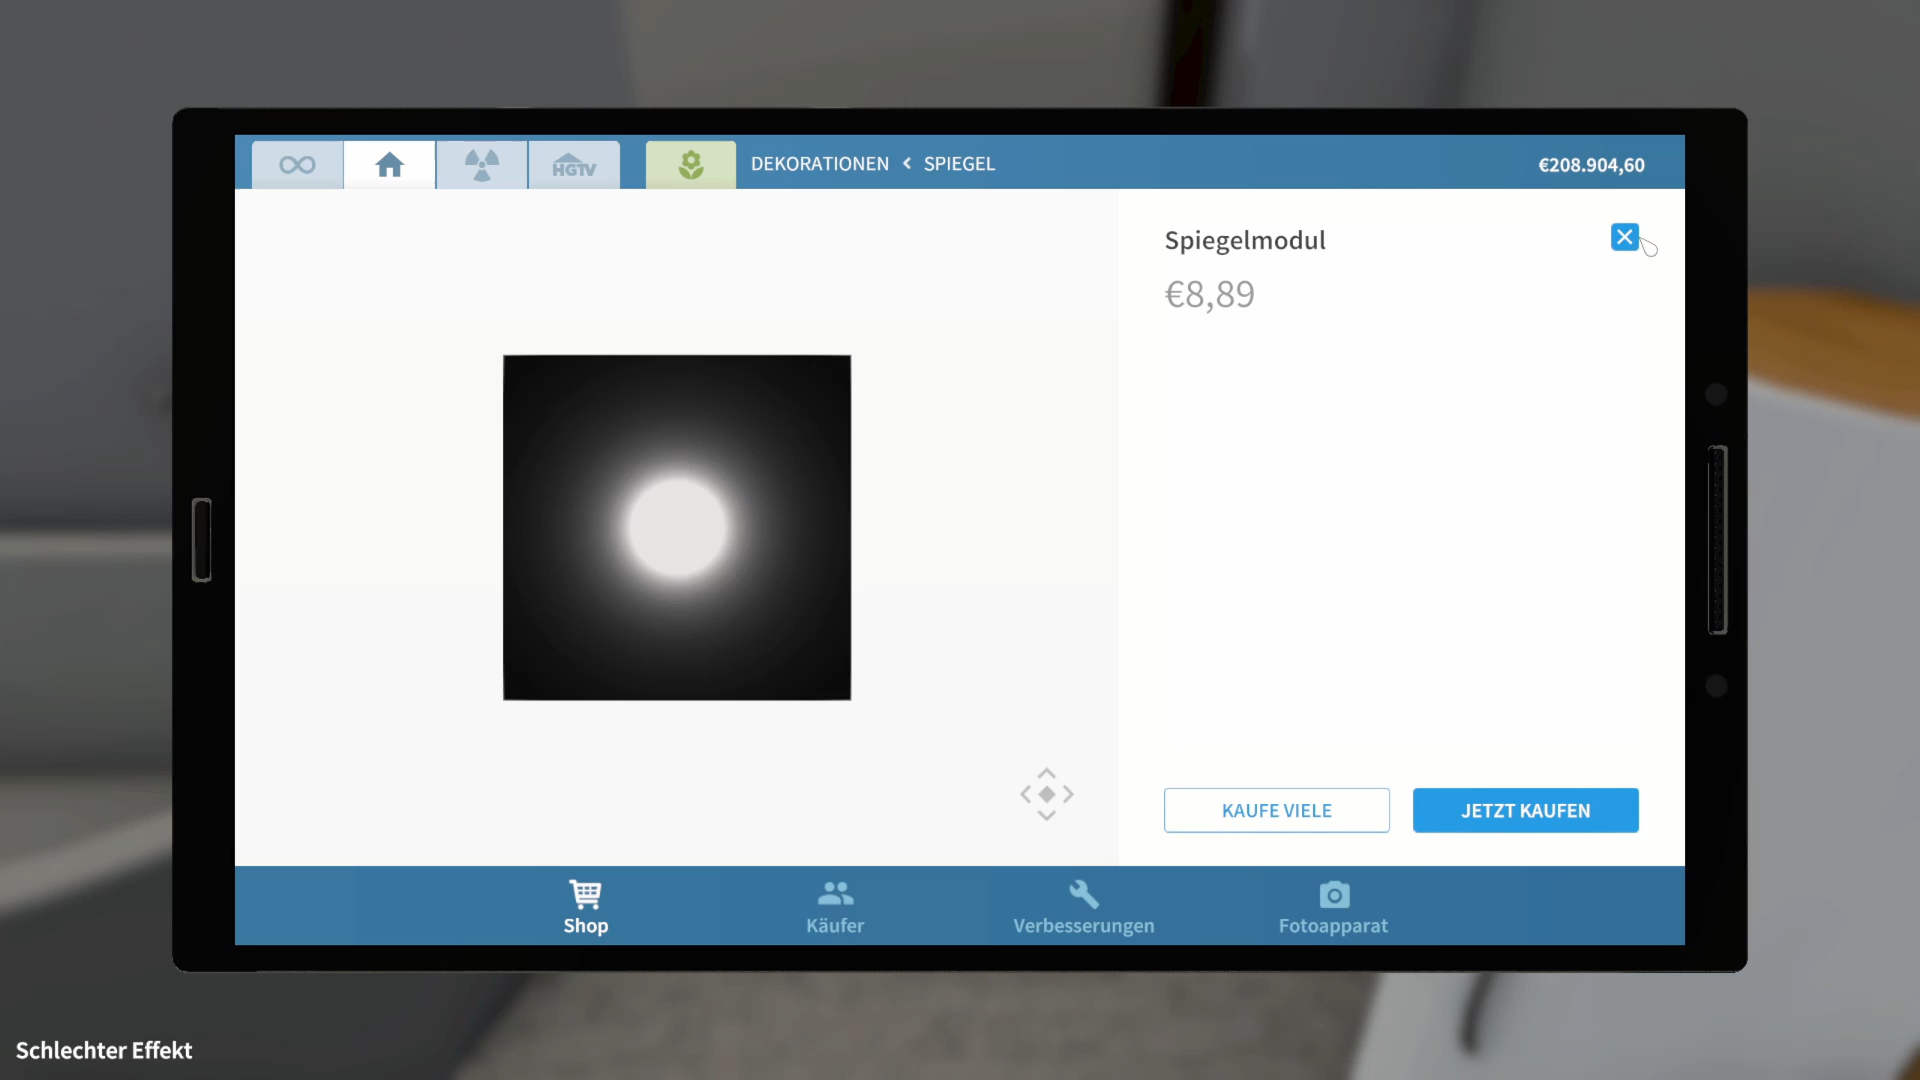 HGTV
DEKORATIONEN < SPIEGEL
€208.904,60
Spiegelmodul
€8,89
KAUFE VIELE
JETZT KAUFEN
Shop
Käufer
Verbesserungen
Fotoapparat
Schlechter Effekt